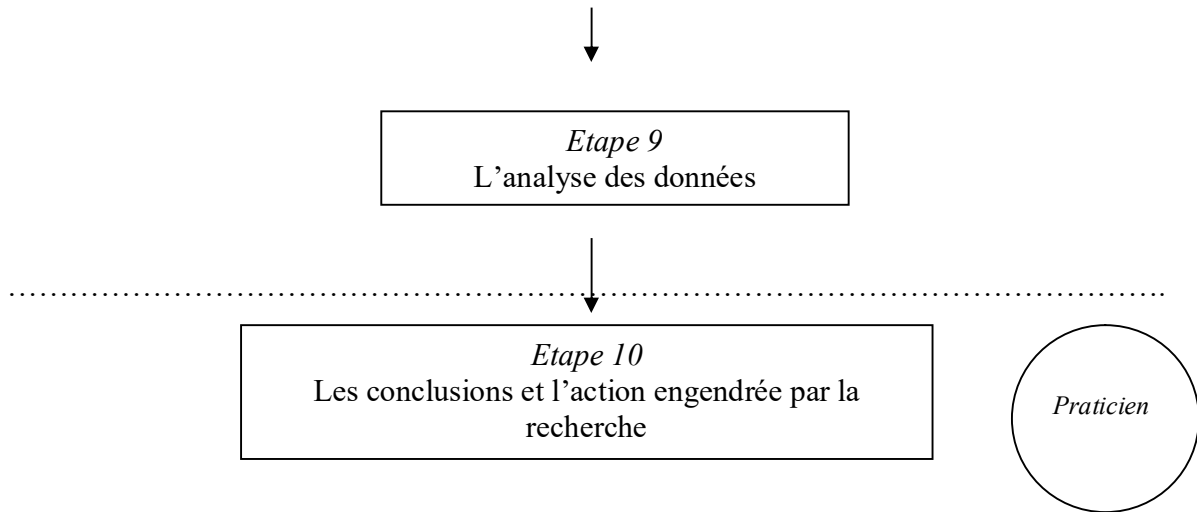 Etape 9
L’analyse des données
Etape 10
Les conclusions et l’action engendrée par la
recherche
Praticien